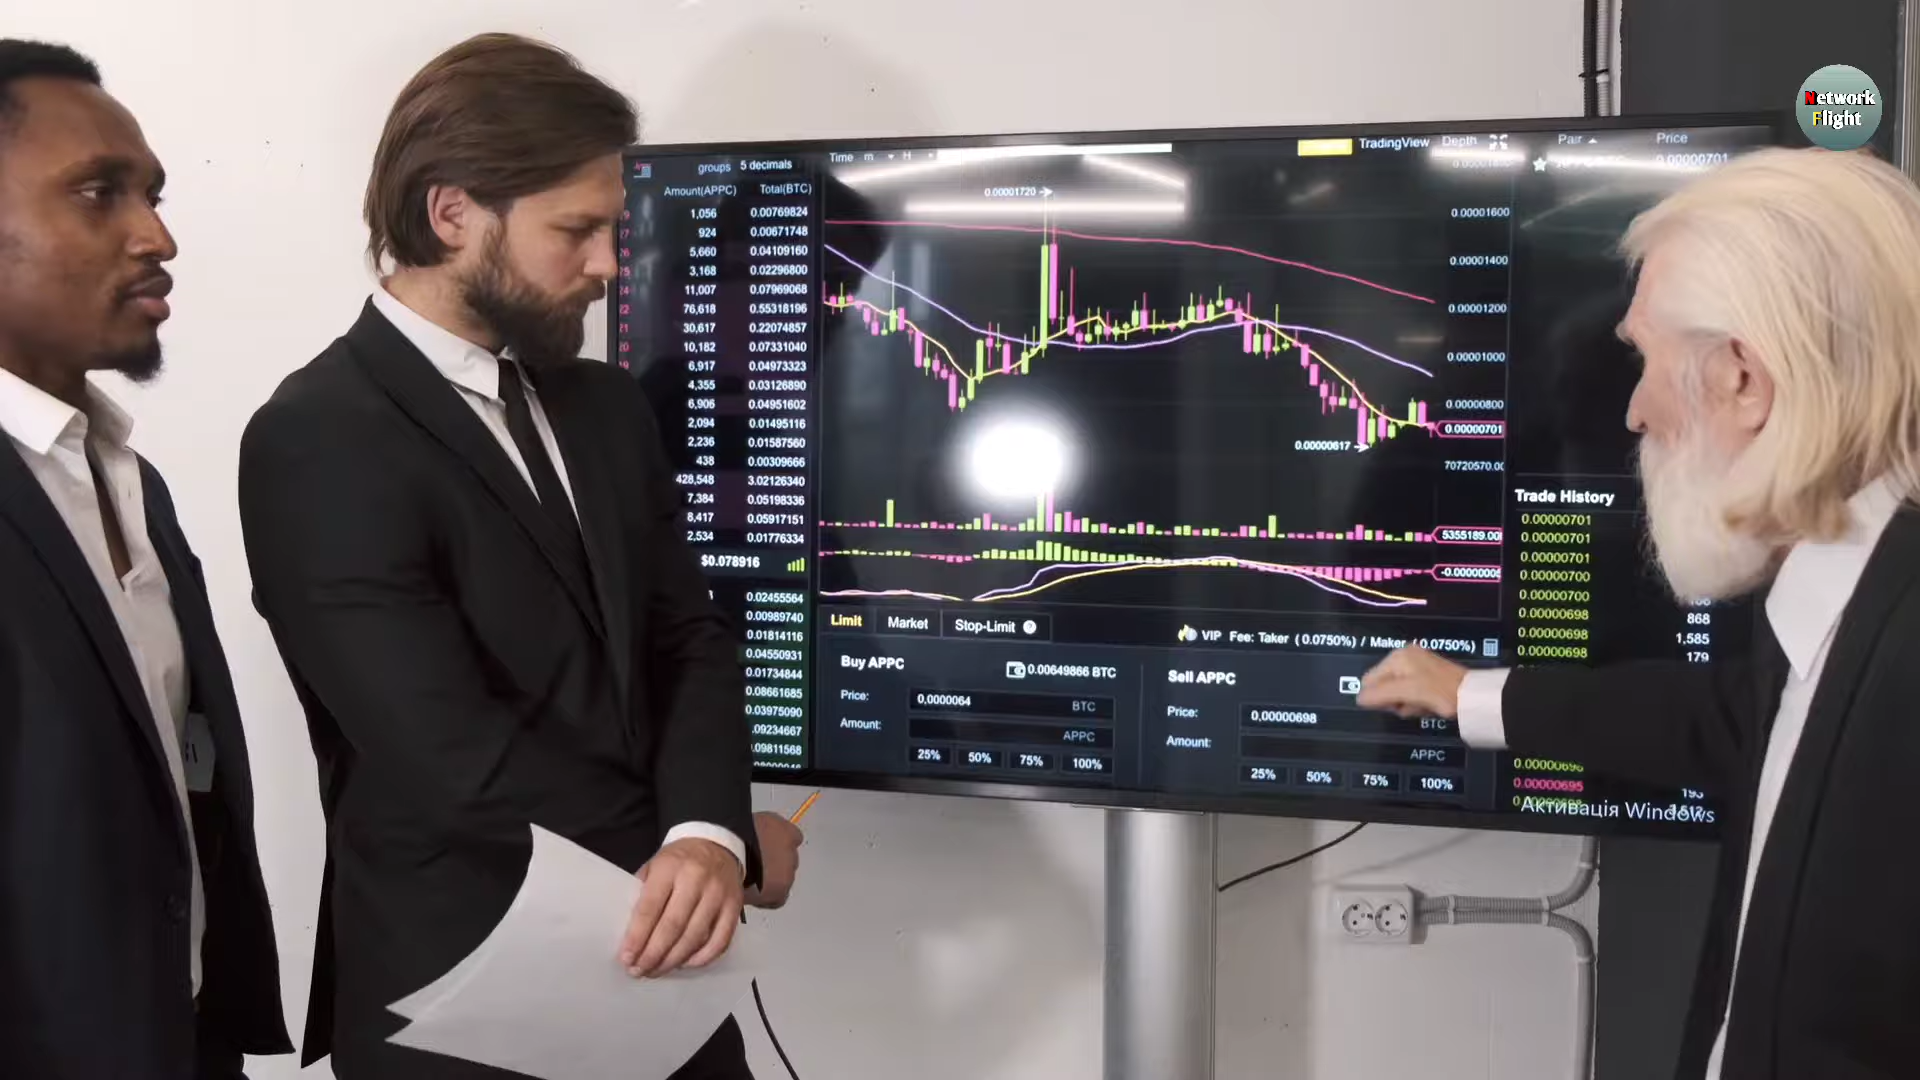 Network
Flight
groups 5 decimals
Amount(APPC) Total(BTC)
1,056 0.00769824
924 0.00671748
5,660 0.04109160
3,168 0.02296800
11,007 0.07969068
76,618 0.55318196
30,617 0.22074857
10,182 0.07331040
6,917 0.04973323
4,355 0.03126890
6,906 0.04951602
2,094 0.01495116
2,236 0.01587560
438 0.00309666
428,548 3.02126340
7,384 0.05198336
8,417 0.05917151
2,534 0.01776334
$0.078916
0.02455564
0.00989740
0.01814116
0.04550931
0.01734844
0.08661685
0.03975090
.09234667
.09811568
Time m H
TradingView Depth
0.00001720
0.00001600
0.00001400
0.00001200
0.00001000
0.00000800
0.00000701
0.00000617
70720570.00
5355189.00
Limit Market Stop-Limit
VIP Fee: Taker (0.0750%) / Maker (0.0750%)
Buy APPC 0.00649866 BTC
Price: 0,0000064 BTC
Amount: APPC
25% 50% 75% 100%
Sell APPC
Price: 0,00000698 BTC
Amount: APPC
25% 50% 75% 100%
Pair Price
0.00000701
Trade History
0.00000701
0.00000701
0.00000701
0.00000700
0.00000700
0.00000698
0.00000698 868
0.00000698 1,585
179
0.00000695
3,512
Активація Windows